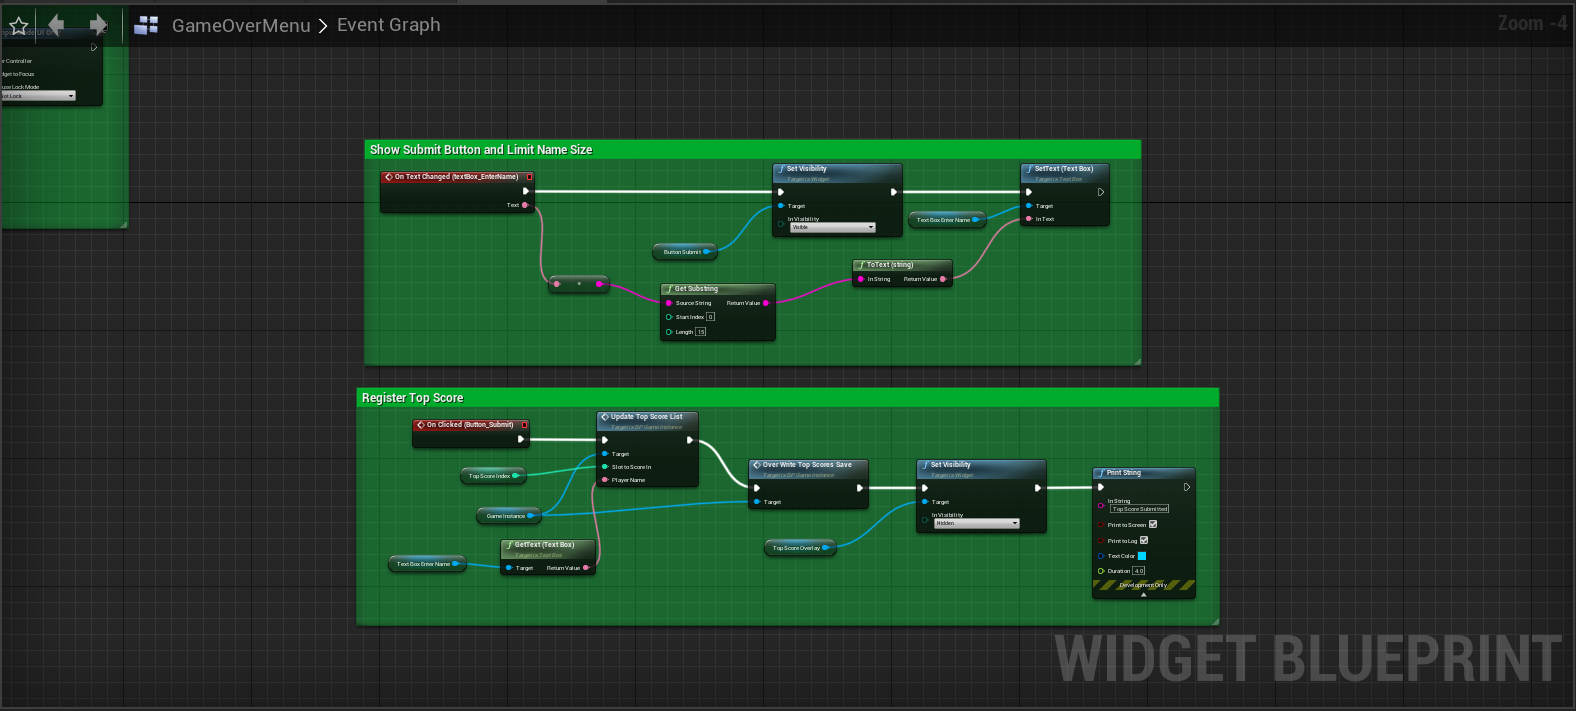 GameOverMenu > Event Graph
Zoom -4
r Controller
dget to Focus
use Lock Mode
Show Submit Button and Limit Name Size
On Text Changed (textBox_EnterName)
Text
Set Visibility
Target is Widget
Target
In Visibility
Visible
SetText (Text Box)
Target is Text Box
Target
In Text
Text Box Enter Name
Button Submit
ToText (string)
In String Return Value
Get Substring
Source String Return Value
Start Index 0
Length 15
Register Top Score
On Clicked (Button_Submit)
Update Top Score List
Target is BP Game Instance
Target
Slot to Score In
Player Name
Top Score Index
Game Instance
GetText (Text Box)
Target is Text Box
Target Return Value
Text Box Enter Name
Over Write Top Scores Save
Target is BP Game Instance
Target
Set Visibility
Target is Widget
Target
In Visibility
Hidden
Top Score Overlay
Print String
In String
Top Score Submitted
Print to Screen
Print to Log
Text Color
Duration 4.0
Development Only
WIDGET BLUEPRINT